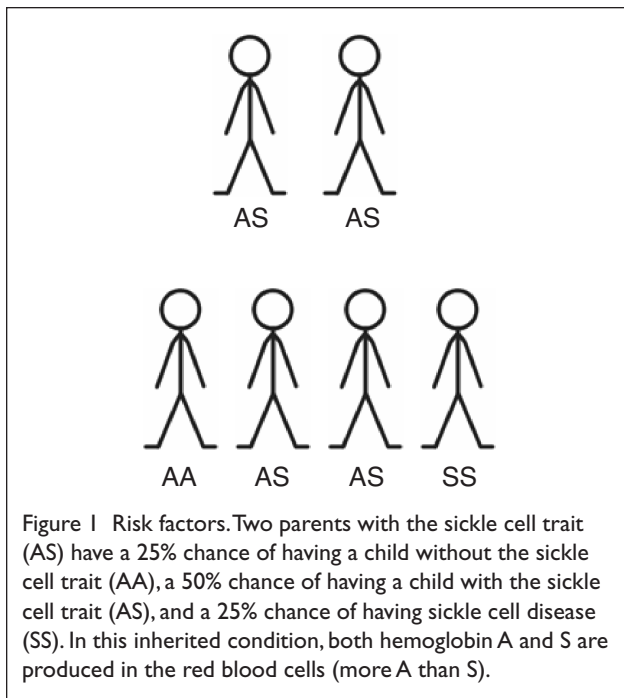 AS AS
AA AS AS SS
Figure 1 Risk factors. Two parents with the sickle cell trait
(AS) have a 25% chance of having a child without the sickle
cell trait (AA), a 50% chance of having a child with the sickle
cell trait (AS), and a 25% chance of having sickle cell disease
(SS). In this inherited condition, both hemoglobin A and S are
produced in the red blood cells (more A than S).